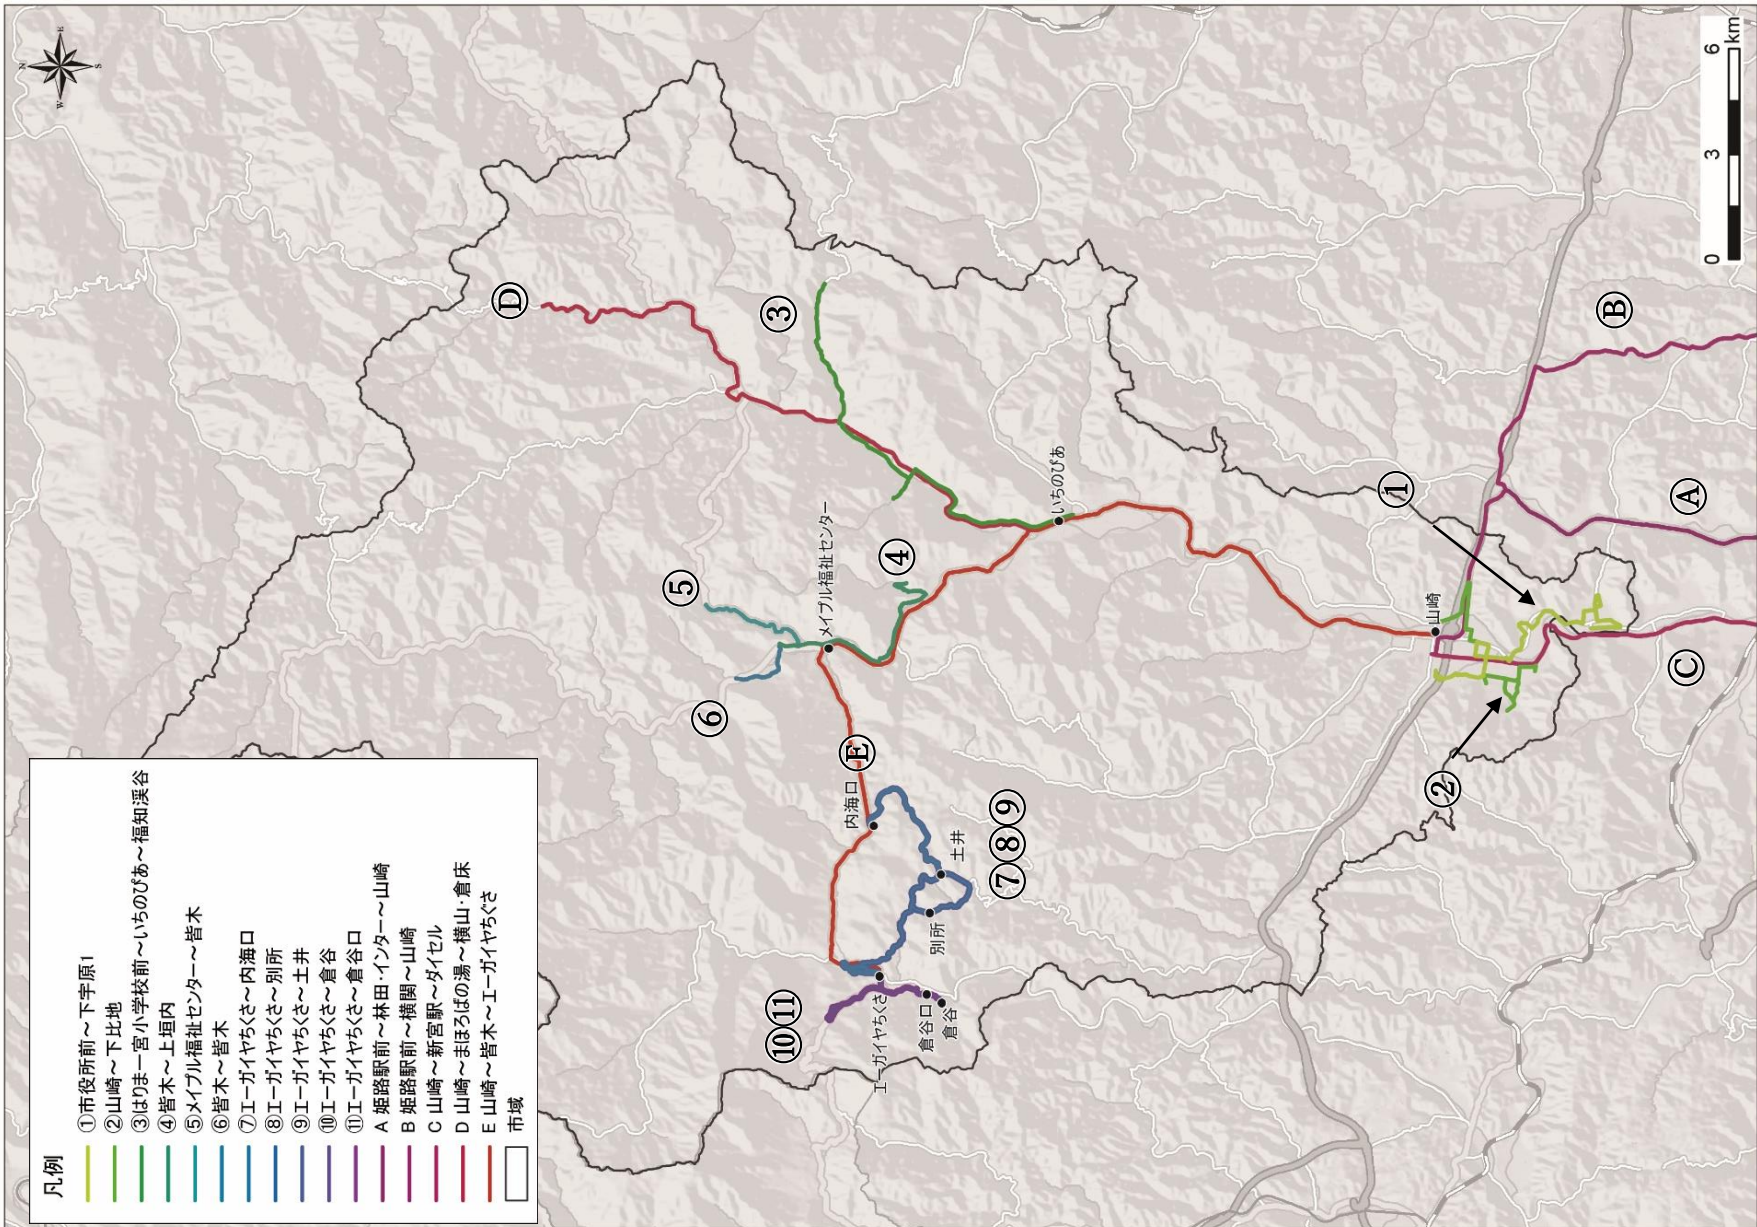 凡例
①市役所前～下宇原1
②山崎～下比地
③はりま一宮小学校前～いちのぴあ～福知渓谷
④皆木～上垣内
⑤メイプル福祉センター～皆木
⑥皆木～皆木
⑦エーガイヤちくさ～内海口
⑧エーガイヤちくさ～別所
⑨エーガイヤちくさ～土井
⑩エーガイヤちくさ～倉谷
⑪エーガイヤちくさ～倉谷口
A 姫路駅前～林田・インター～山崎
B 姫路駅前～横関～山崎
C 山崎～新宮駅～ダイセル
D 山崎～まほろばの湯～横山・倉床
E 山崎～皆木～エーガイヤちくさ
市域
N
E
S
W
0 3 6 km
Ⓓ
③
⑤
④
⑥
メイプル福祉センター
いちのぴあ
Ⓔ
内海口
土井
⑦⑧⑨
別所
⑩⑪
エーガイヤちくさ
倉谷口
倉谷
山崎
①
②
Ⓐ
Ⓑ
Ⓒ